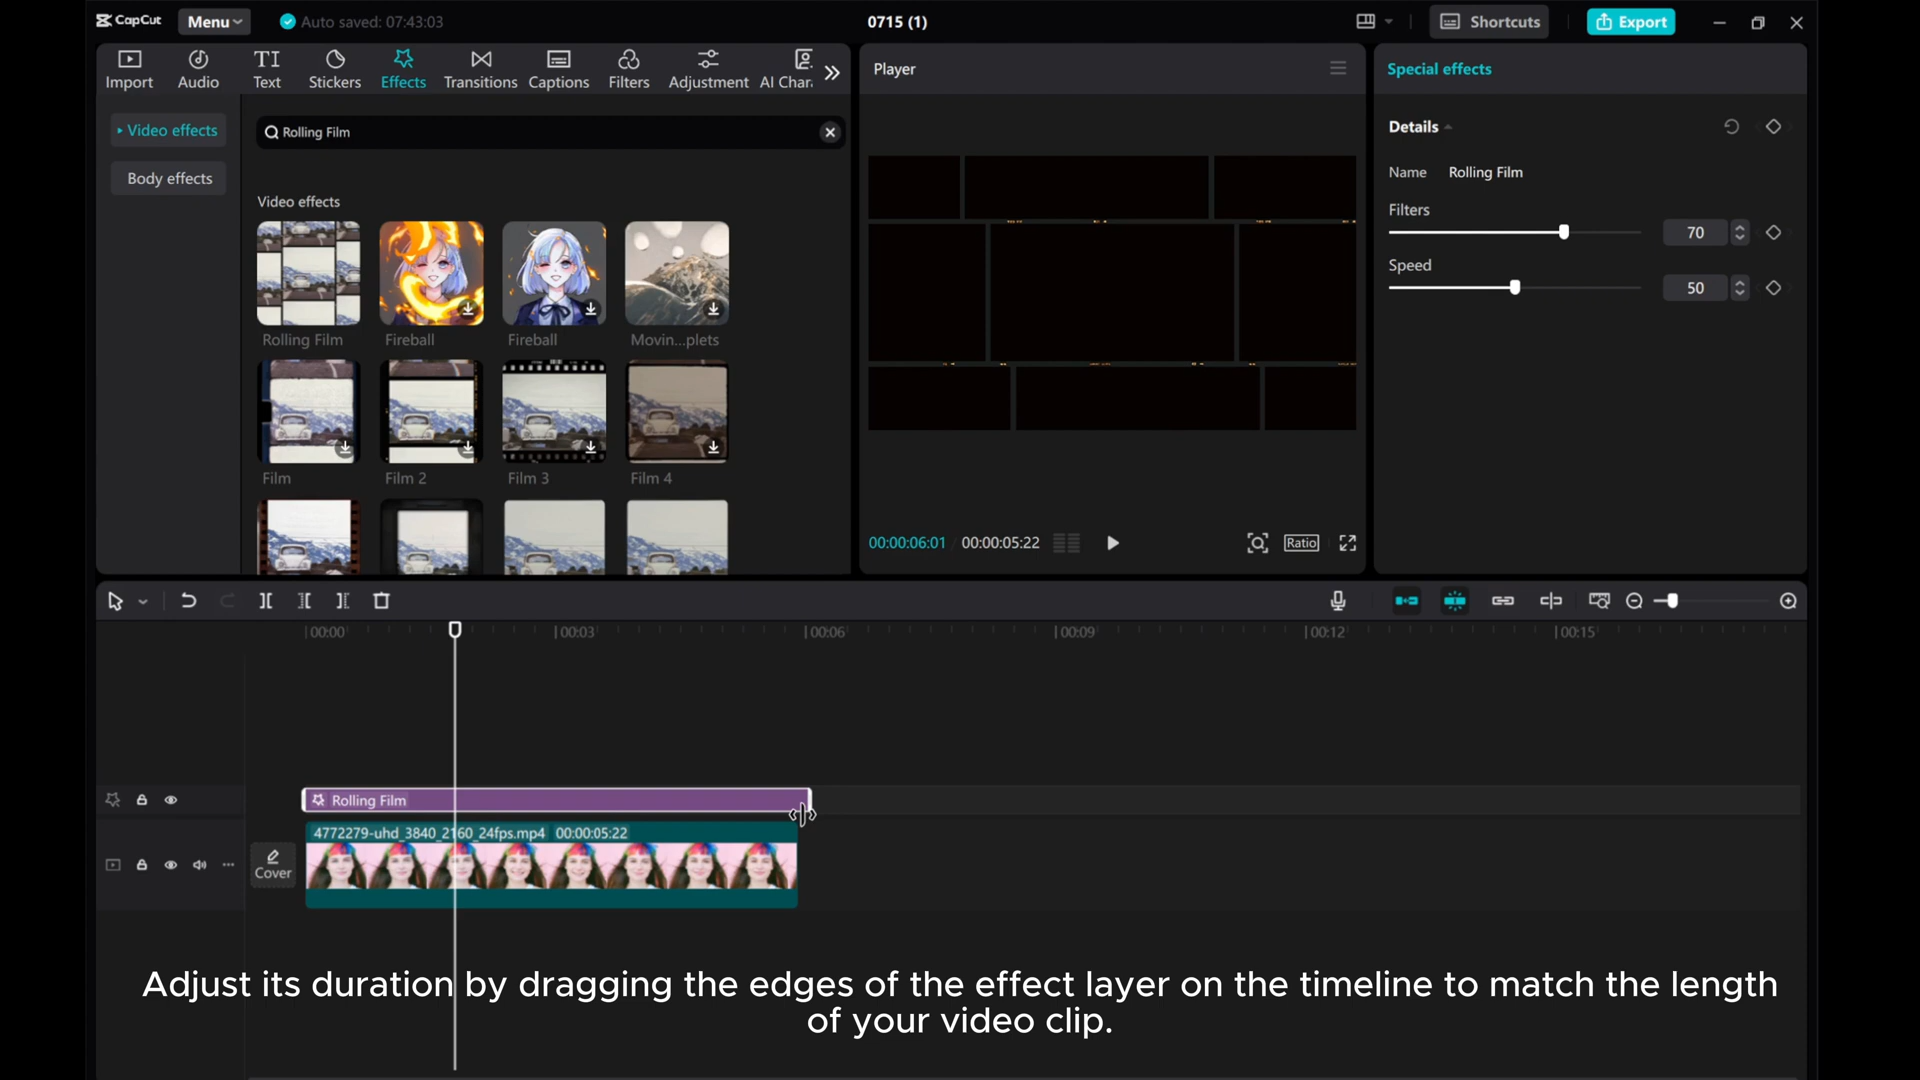 CapCut
Menu
Auto saved: 07:43:03
0715 (1)
Shortcuts
Export
Import
Audio
TI
Text
Stickers
Effects
Transitions
Captions
Filters
Adjustment
AI Char
Player
Special effects
Video effects
Body effects
Rolling Film
Video effects
Rolling Film
Fireball
Fireball
Movin...plets
Film
Film 2
Film 3
Film 4
Details
Name Rolling Film
Filters
70
Speed
50
00:00:06:01 00:00:05:22
Ratio
00:00
00:03
00:06
00:09
00:12
00:15
Rolling Film
4772279-uhd_3840_2160_24fps.mp4 00:00:05:22
Cover
Adjust its duration by dragging the edges of the effect layer on the timeline to match the length
of your video clip.